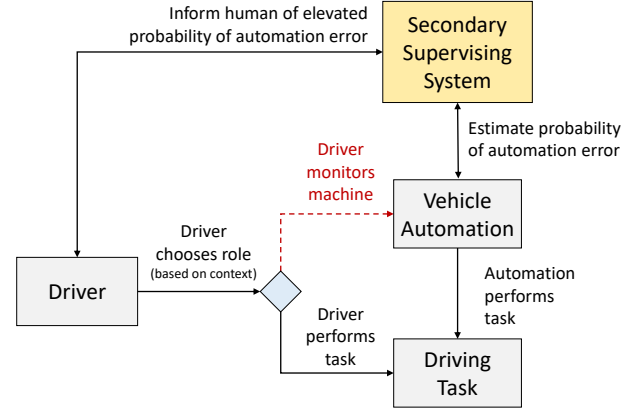 Inform human of elevated
probability of automation error
Secondary
Supervising
System
Estimate probability
of automation error
Driver
monitors
machine
Vehicle
Automation
Driver
chooses role
(based on context)
Driver
Automation
performs
task
Driver
performs
task
Driving
Task